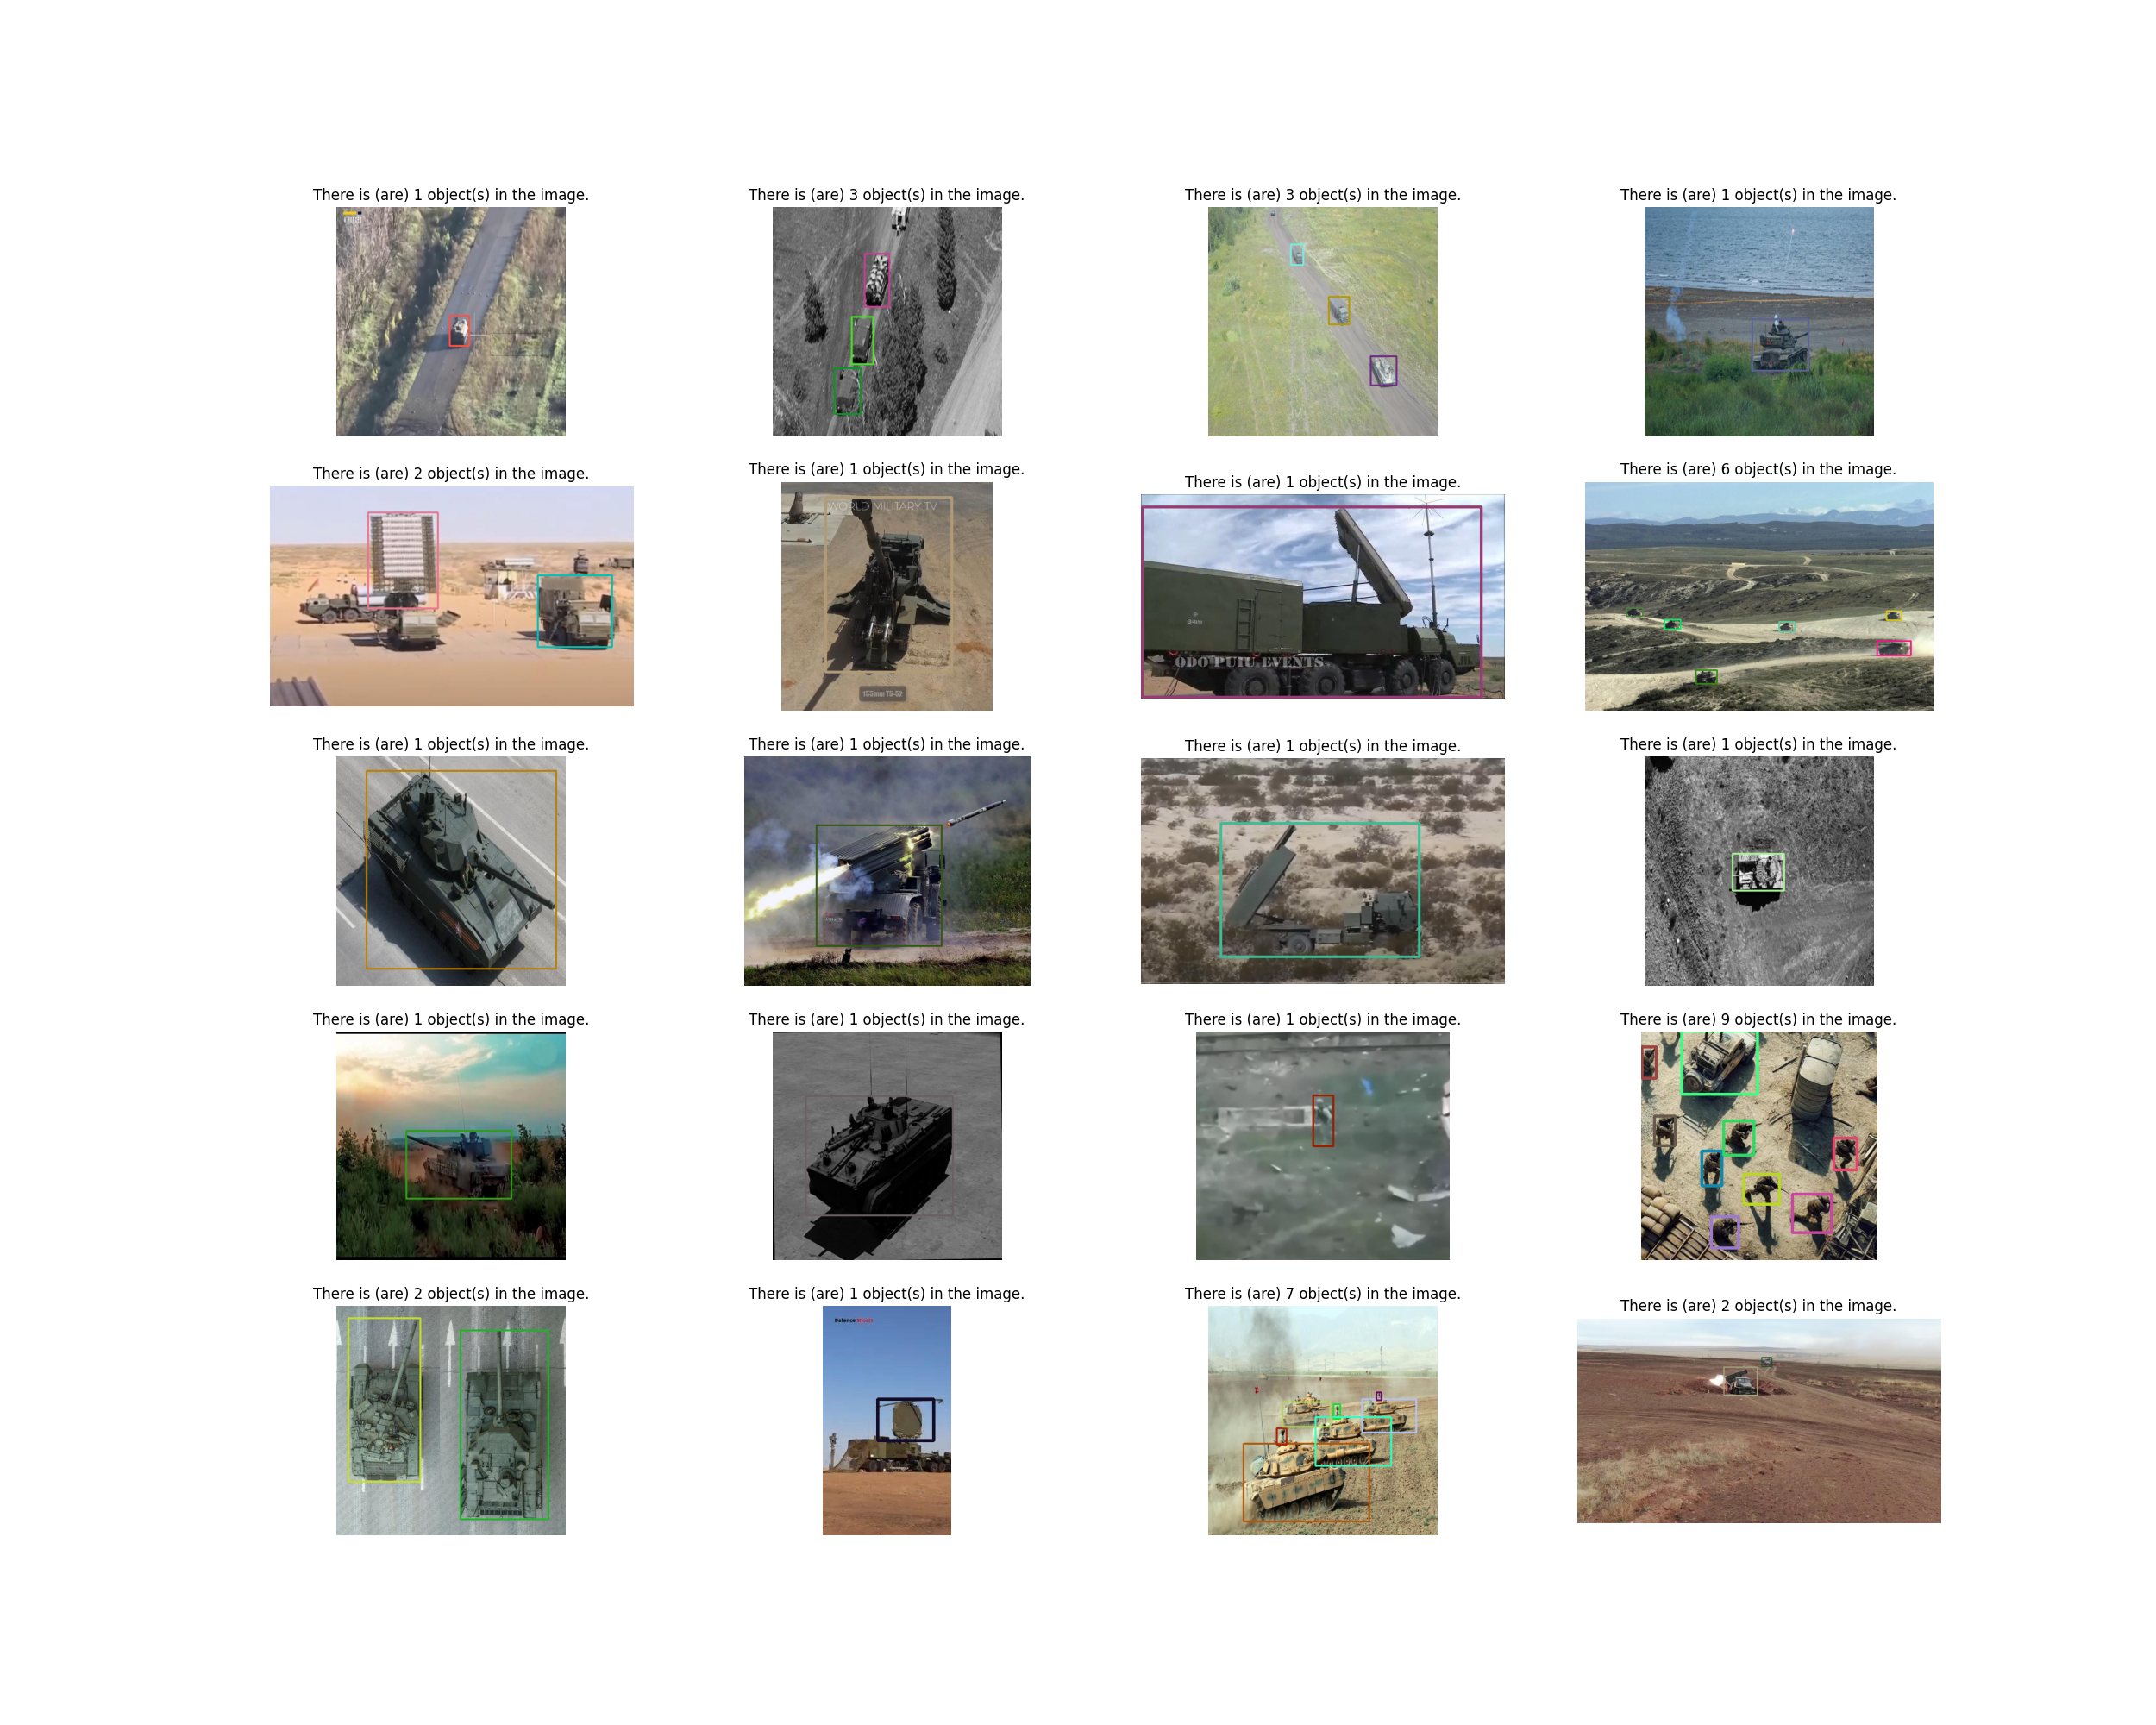 There is (are) 1 object(s) in the image.
There is (are) 3 object(s) in the image.
There is (are) 3 object(s) in the image.
There is (are) 1 object(s) in the image.
There is (are) 2 object(s) in the image.
There is (are) 1 object(s) in the image.
There is (are) 1 object(s) in the image.
There is (are) 6 object(s) in the image.
WORLD MILITARY TV
155mm TS-02
ODO PUIU EVENTS
There is (are) 1 object(s) in the image.
There is (are) 1 object(s) in the image.
There is (are) 1 object(s) in the image.
There is (are) 1 object(s) in the image.
There is (are) 1 object(s) in the image.
There is (are) 1 object(s) in the image.
There is (are) 1 object(s) in the image.
There is (are) 9 object(s) in the image.
There is (are) 2 object(s) in the image.
There is (are) 1 object(s) in the image.
There is (are) 7 object(s) in the image.
There is (are) 2 object(s) in the image.
Defence